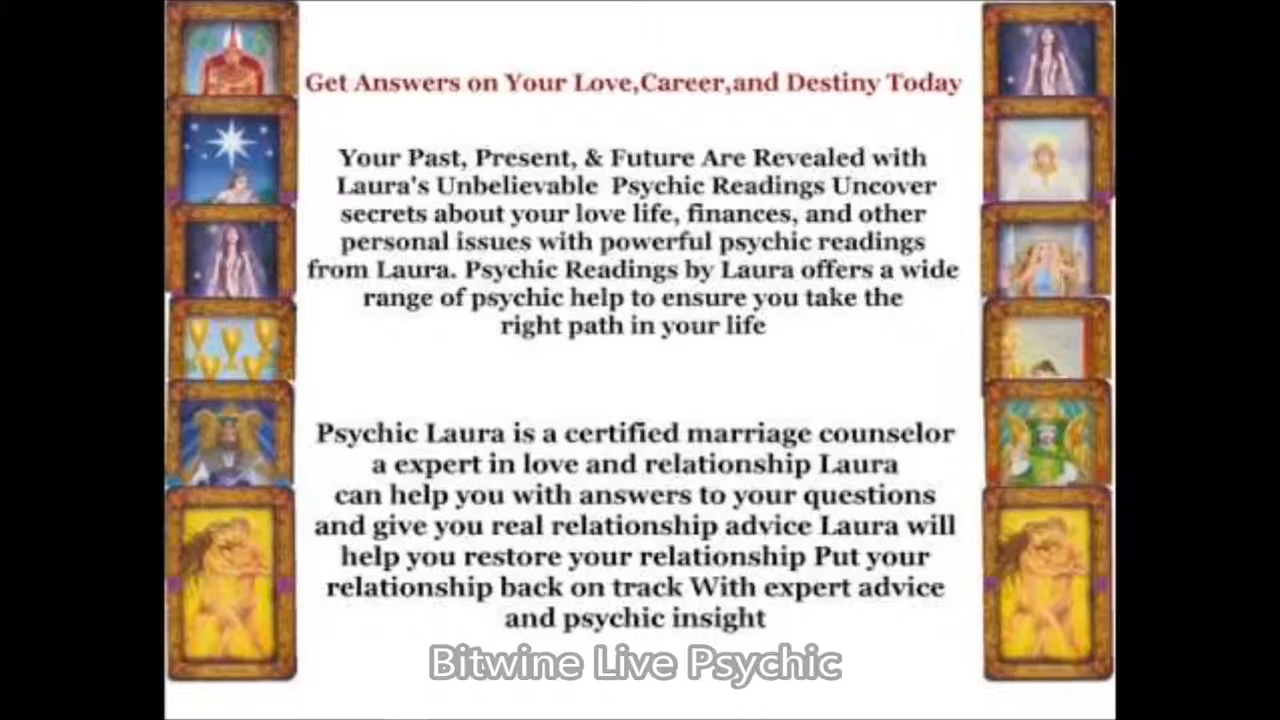 Get Answers on Your Love,Career,and Destiny Today
Your Past, Present, & Future Are Revealed with
Laura's Unbelievable Psychic Readings Uncover
secrets about your love life, finances, and other
personal issues with powerful psychic readings
from Laura. Psychic Readings by Laura offers a wide
range of psychic help to ensure you take the
right path in your life
Psychic Laura is a certified marriage counselor
a expert in love and relationship Laura
can help you with answers to your questions
and give you real relationship advice Laura will
help you restore your relationship Put your
relationship back on track With expert advice
and psychic insight
Bitwine Live Psychic